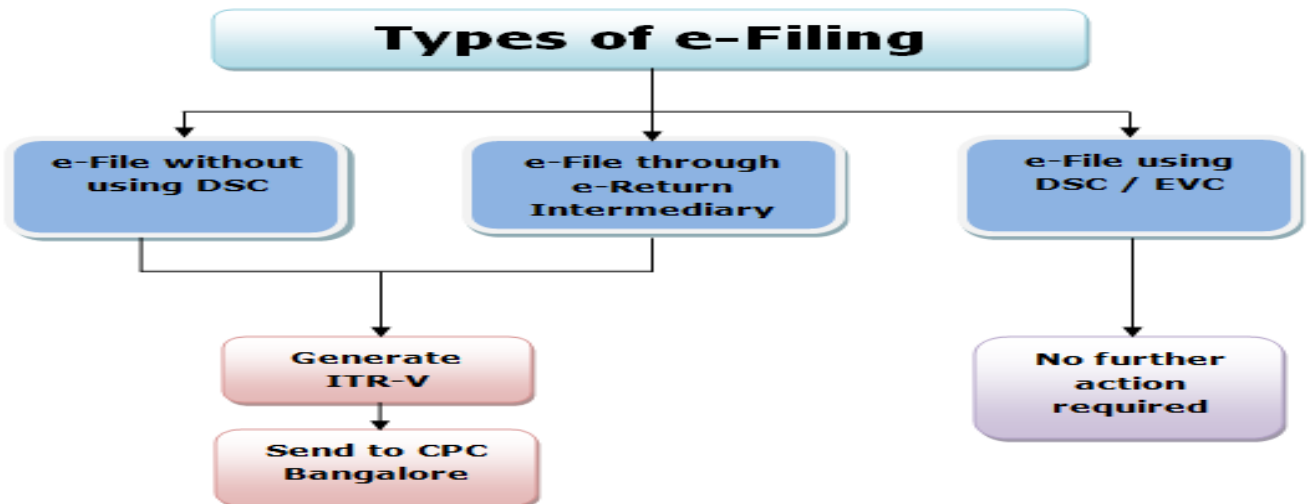 Types of e-Filing
e-File without
using DSC
e-File through
e-Return
Intermediary
e-File using
DSC / EVC
Generate
ITR-V
No further
action
required
Send to CPC
Bangalore